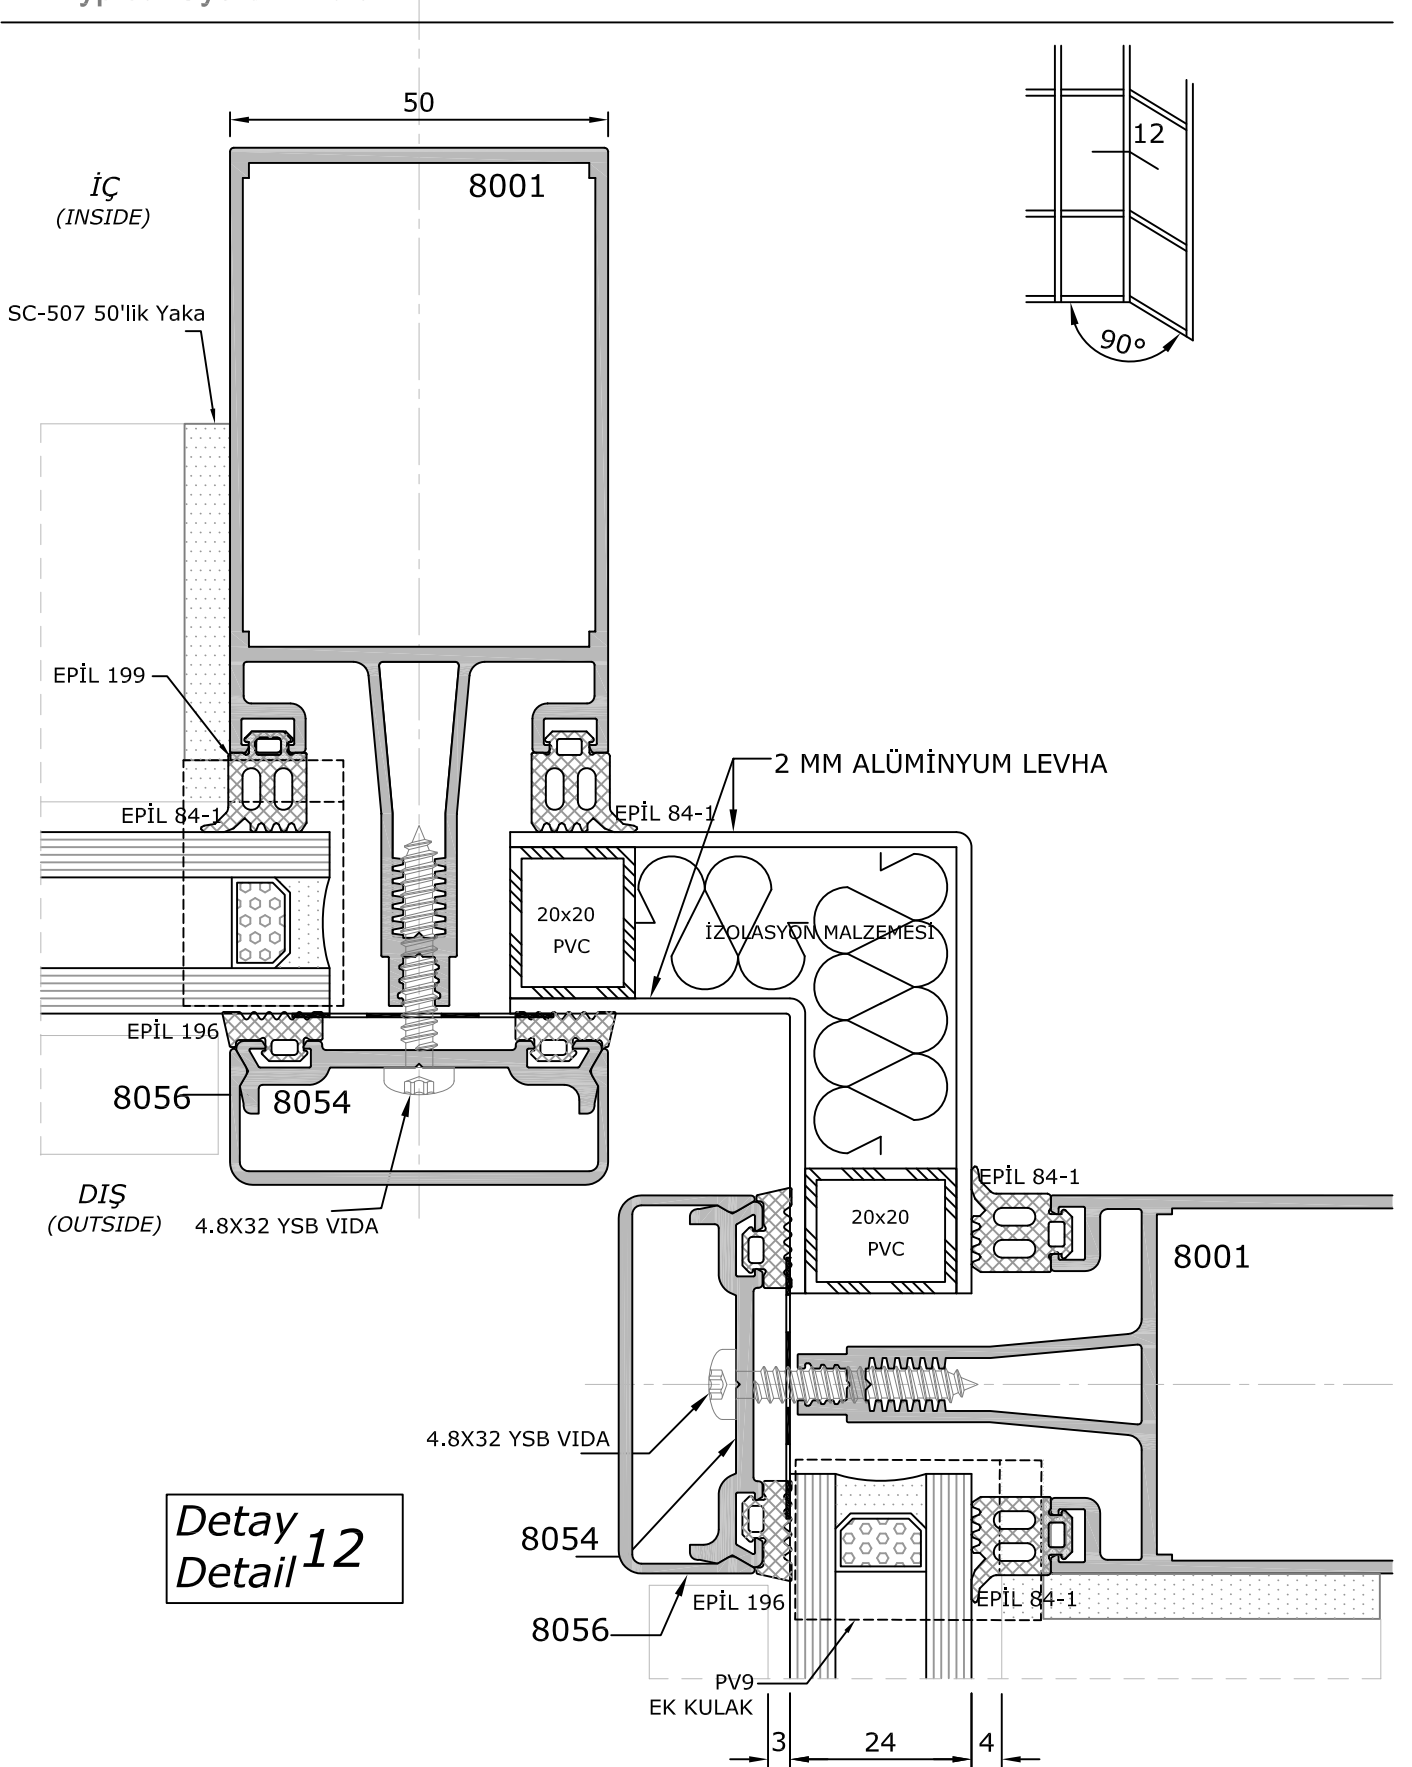 50
8001
12
İÇ
(INSIDE)
SC-507 50'lik Yaka
90°
EPİL 199
2 MM ALÜMİNYUM LEVHA
EPİL 84-1
EPİL 84-1
20x20
PVC
İZOLASYON MALZEMESİ
EPİL 196
8056
8054
DIŞ
(OUTSIDE)
4.8X32 YSB VIDA
EPİL 84-1
20x20
PVC
8001
4.8X32 YSB VIDA
Detay
Detail
12
8054
8056
EPİL 196
EPİL 84-1
PV9
EK KULAK
3
24
4